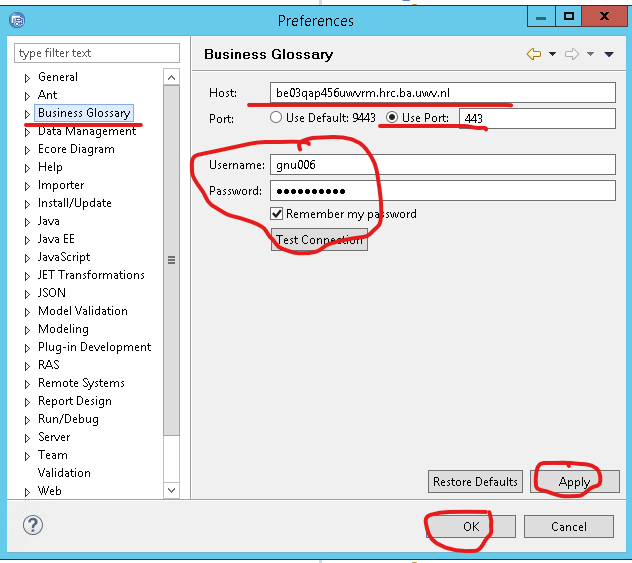 Preferences
type filter text
General
Ant
Business Glossary
Data Management
Ecore Diagram
Help
Importer
Install/Update
Java
Java EE
JavaScript
JET Transformations
JSON
Model Validation
Modeling
Plug-in Development
RAS
Remote Systems
Report Design
Run/Debug
Server
Team
Validation
Web
Business Glossary
Host: be03qap456uwvrm.hrc.ba.uwv.nl
Port: Use Default: 9443 Use Port: 443
Username: gnu006
Password: ●●●●●●●●●●
Remember my password
Test Connection
Restore Defaults Apply
? OK Cancel